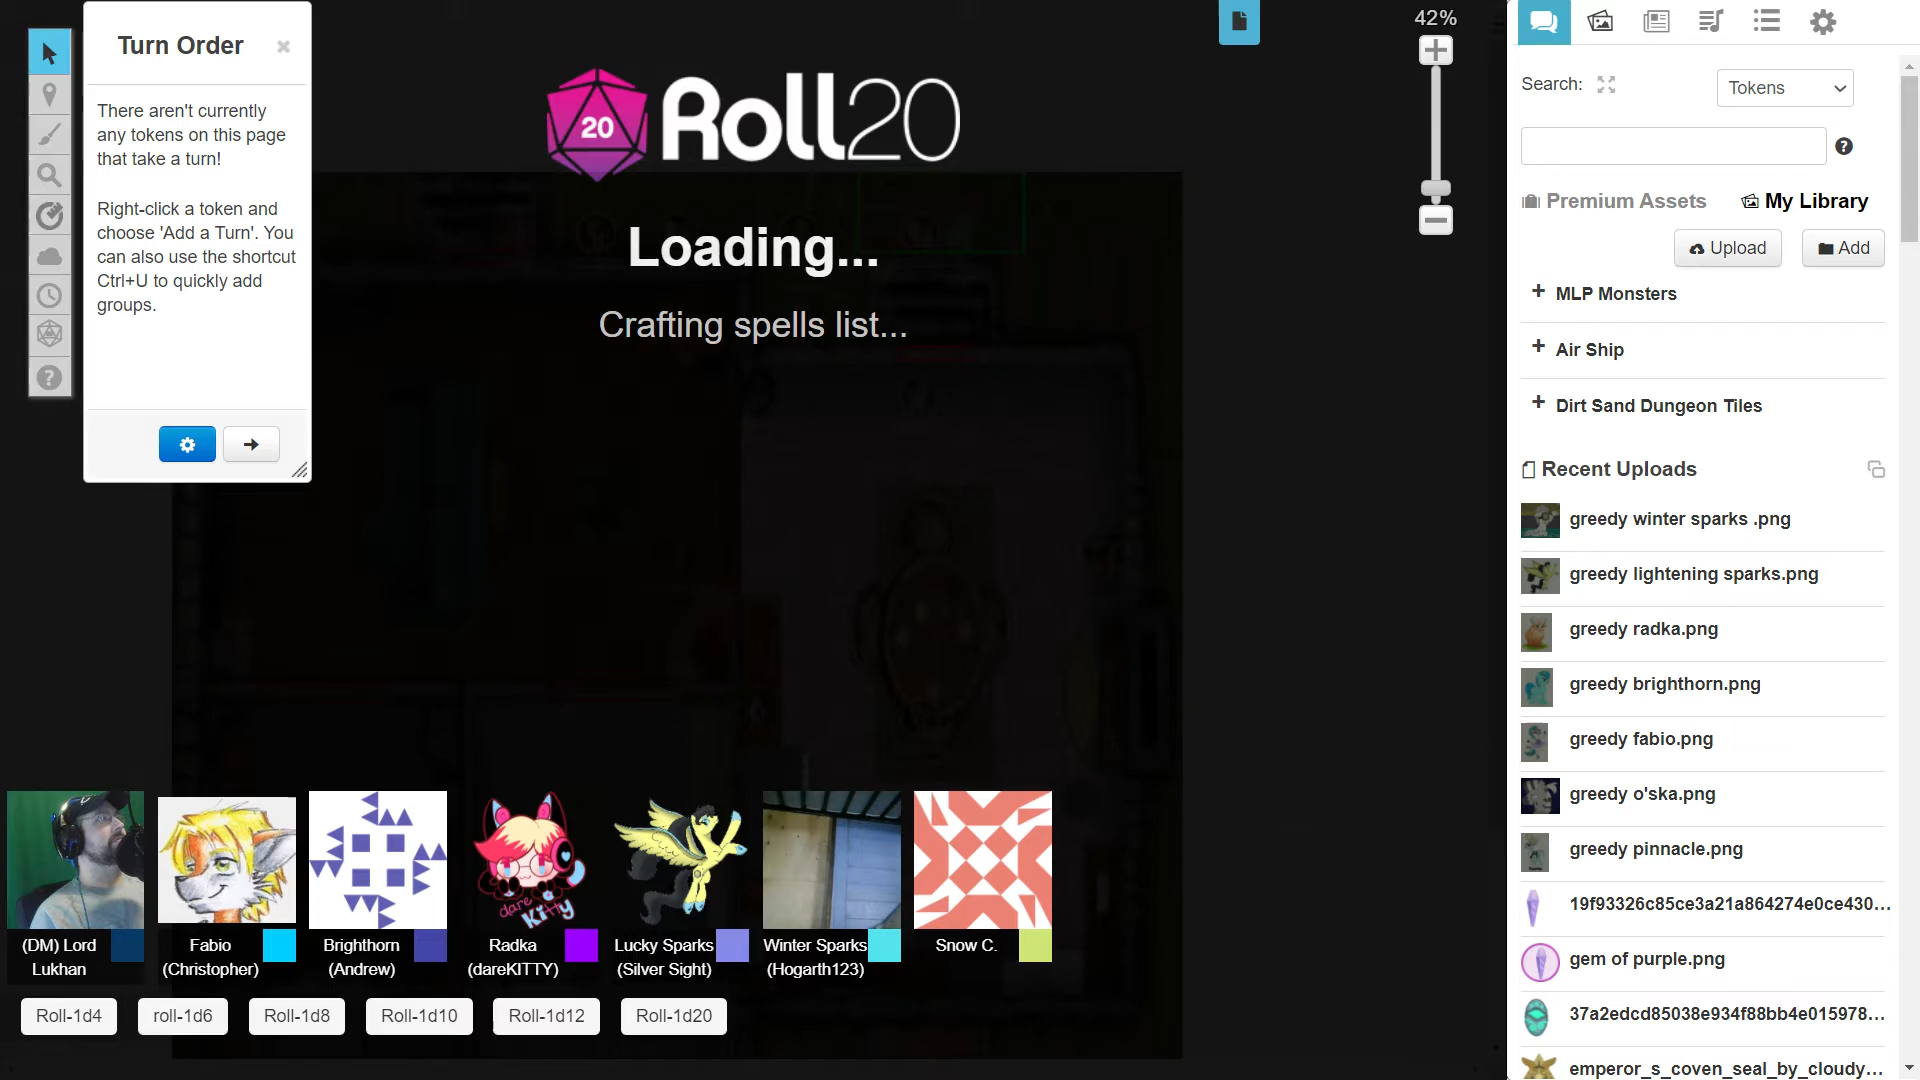 Turn Order
×
There aren't currently
any tokens on this page
that take a turn!
Right-click a token and
choose 'Add a Turn'. You
can also use the shortcut
Ctrl+U to quickly add
groups.
20
Roll20
Loading...
Crafting spells list...
42%
Search:
Tokens
Premium Assets
My Library
Upload
Add
+ MLP Monsters
+ Air Ship
+ Dirt Sand Dungeon Tiles
Recent Uploads
greedy winter sparks .png
greedy lightening sparks.png
greedy radka.png
greedy brighthorn.png
greedy fabio.png
greedy o'ska.png
greedy pinnacle.png
19f93326c85ce3a21a864274e0ce430...
gem of purple.png
37a2edcd85038e934f88bb4e015978...
emperor_s_coven_seal_by_cloudy...
dare
Kitty
(DM) Lord
Lukhan
Fabio
(Christopher)
Brighthorn
(Andrew)
Radka
(dareKITTY)
Lucky Sparks
(Silver Sight)
Winter Sparks
(Hogarth123)
Snow C.
Roll-1d4
roll-1d6
Roll-1d8
Roll-1d10
Roll-1d12
Roll-1d20